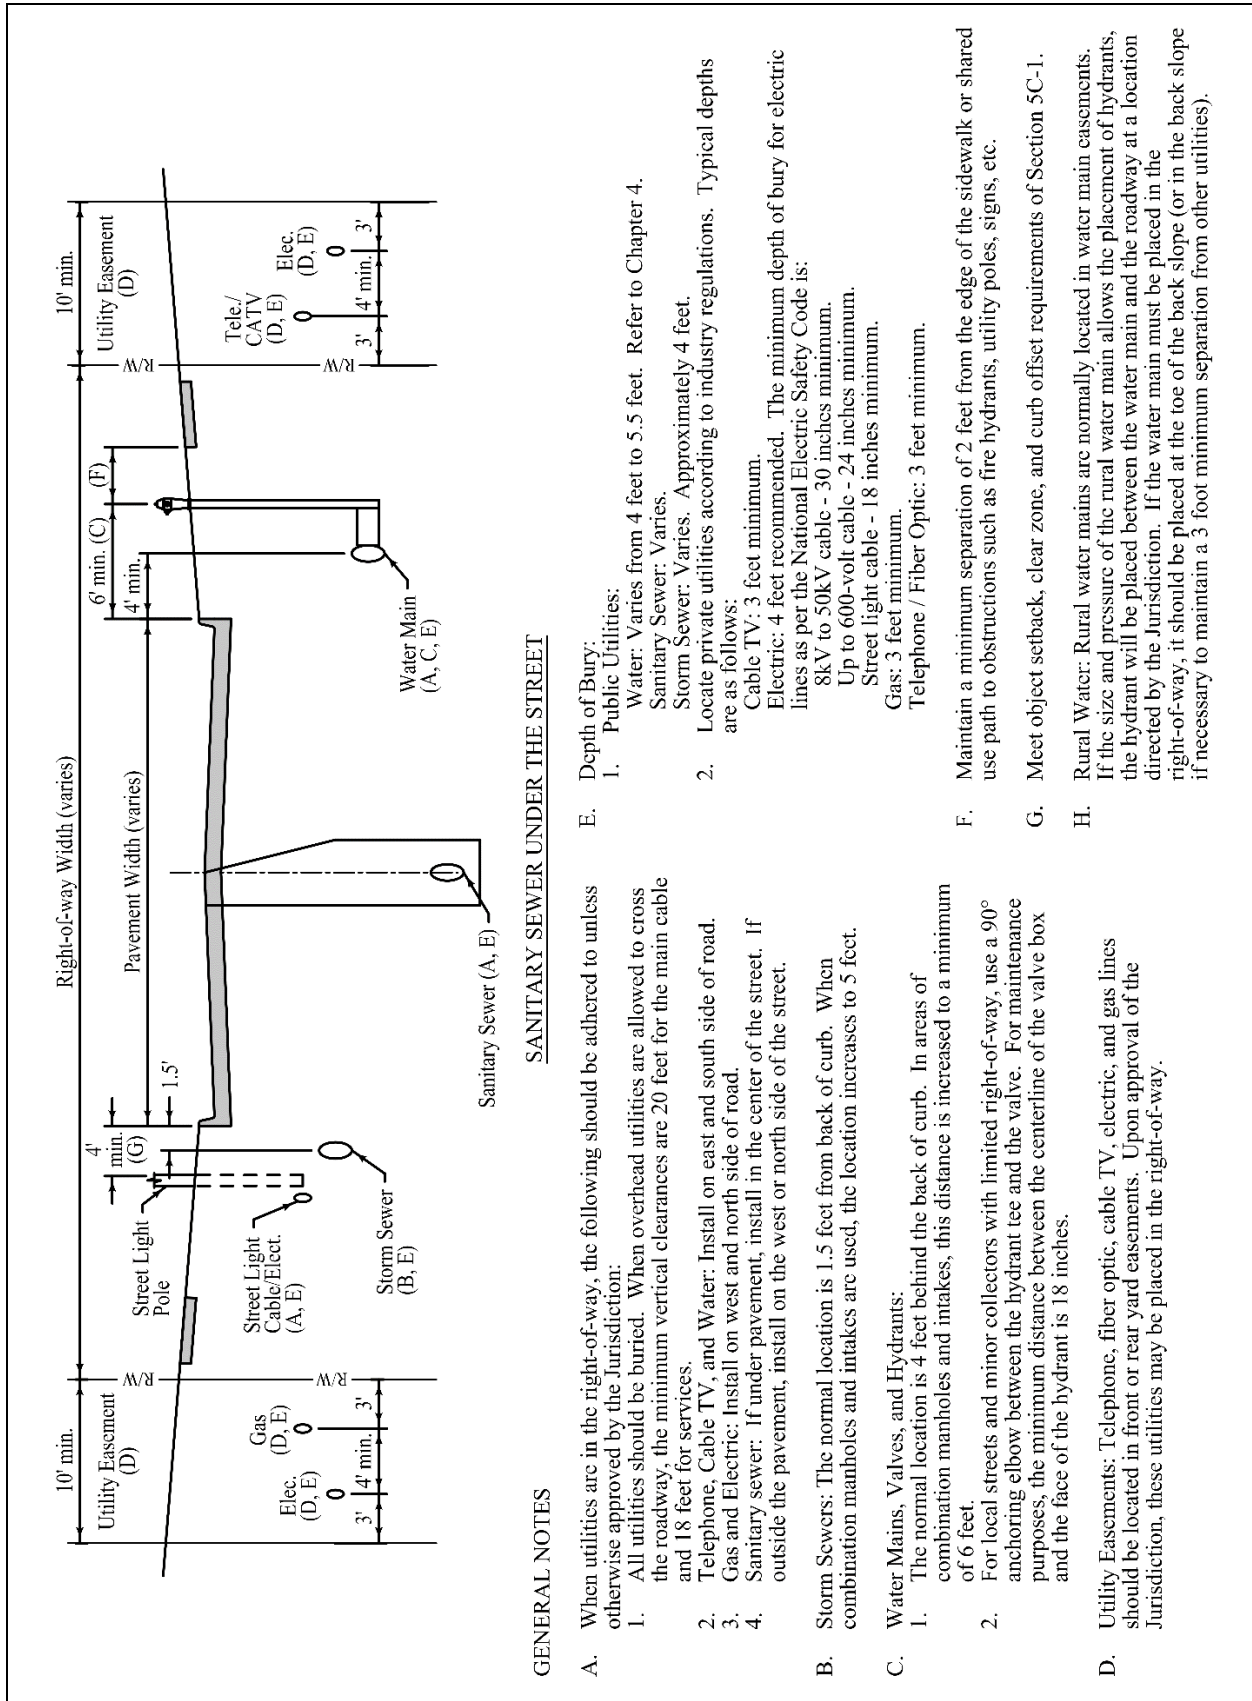 Right-of-way Width (varies)
10' min.
10' min.
Pavement Width (varies)
4'
min.
(G)
1.5'
6' min. (C)
(F)
4' min.
Utility Easement
(D)
R/W
R/W
Utility Easement
(D)
R/W
R/W
Street Light
Pole
Elec.
(D, E)
Gas
(D, E)
Street Light
Cable/Elect.
(A, E)
Storm Sewer
(B, E)
Sanitary Sewer (A, E)
Water Main
(A, C, E)
Tele./
CATV
(D, E)
Elec.
(D, E)
3'
4' min.
3'
3'
4' min.
3'
SANITARY SEWER UNDER THE STREET
GENERAL NOTES
A. When utilities are in the right-of-way, the following should be adhered to unless
otherwise approved by the Jurisdiction:
1. All utilities should be buried. When overhead utilities are allowed to cross
the roadway, the minimum vertical clearances are 20 feet for the main cable
and 18 feet for services.
2. Telephone, Cable TV, and Water: Install on east and south side of road.
3. Gas and Electric: Install on west and north side of road.
4. Sanitary sewer: If under pavement, install in the center of the street. If
outside the pavement, install on the west or north side of the street.
B. Storm Sewers: The normal location is 1.5 feet from back of curb. When
combination manholes and intakes are used, the location increases to 5 feet.
C. Water Mains, Valves, and Hydrants:
1. The normal location is 4 feet behind the back of curb. In areas of
combination manholes and intakes, this distance is increased to a minimum
of 6 feet.
2. For local streets and minor collectors with limited right-of-way, use a 90°
anchoring elbow between the hydrant tee and the valve. For maintenance
purposes, the minimum distance between the centerline of the valve box
and the face of the hydrant is 18 inches.
D. Utility Easements: Telephone, fiber optic, cable TV, electric, and gas lines
should be located in front or rear yard easements. Upon approval of the
Jurisdiction, these utilities may be placed in the right-of-way.
E. Depth of Bury:
1. Public Utilities:
Water: Varies from 4 feet to 5.5 feet. Refer to Chapter 4.
Sanitary Sewer: Varies.
Storm Sewer: Varies. Approximately 4 feet.
2. Locate private utilities according to industry regulations. Typical depths
are as follows:
Cable TV: 3 feet minimum.
Electric: 4 feet recommended. The minimum depth of bury for electric
lines as per the National Electric Safety Code is:
8kV to 50kV cable - 30 inches minimum.
Up to 600-volt cable - 24 inches minimum.
Street light cable - 18 inches minimum.
Gas: 3 feet minimum.
Telephone / Fiber Optic: 3 feet minimum.
F. Maintain a minimum separation of 2 feet from the edge of the sidewalk or shared
use path to obstructions such as fire hydrants, utility poles, signs, etc.
G. Meet object setback, clear zone, and curb offset requirements of Section 5C-1.
H. Rural Water: Rural water mains are normally located in water main easements.
If the size and pressure of the rural water main allows the placement of hydrants,
the hydrant will be placed between the water main and the roadway at a location
directed by the Jurisdiction. If the water main must be placed in the
right-of-way, it should be placed at the toe of the back slope (or in the back slope
if necessary to maintain a 3 foot minimum separation from other utilities).